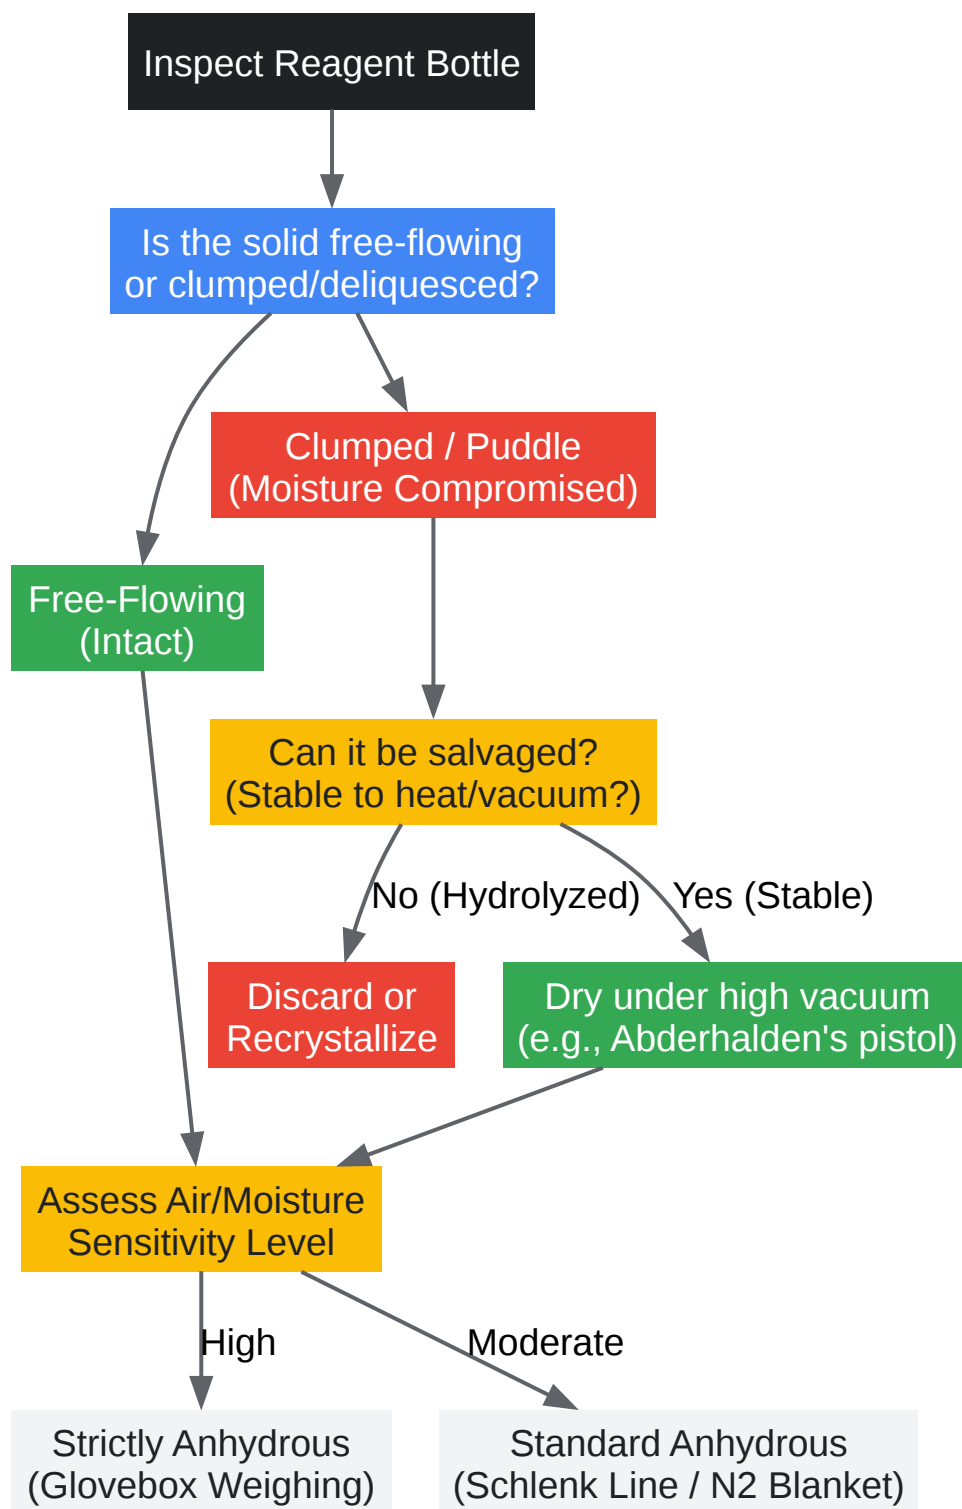 Inspect Reagent Bottle
Is the solid free-flowing
or clumped/deliquesced?
Clumped / Puddle
(Moisture Compromised)
Free-Flowing
(Intact)
Can it be salvaged?
(Stable to heat/vacuum?)
No (Hydrolyzed)
Yes (Stable)
Discard or
Recrystallize
Dry under high vacuum
(e.g., Abderhalden's pistol)
Assess Air/Moisture
Sensitivity Level
High
Moderate
Strictly Anhydrous
(Glovebox Weighing)
Standard Anhydrous
(Schlenk Line / N2 Blanket)